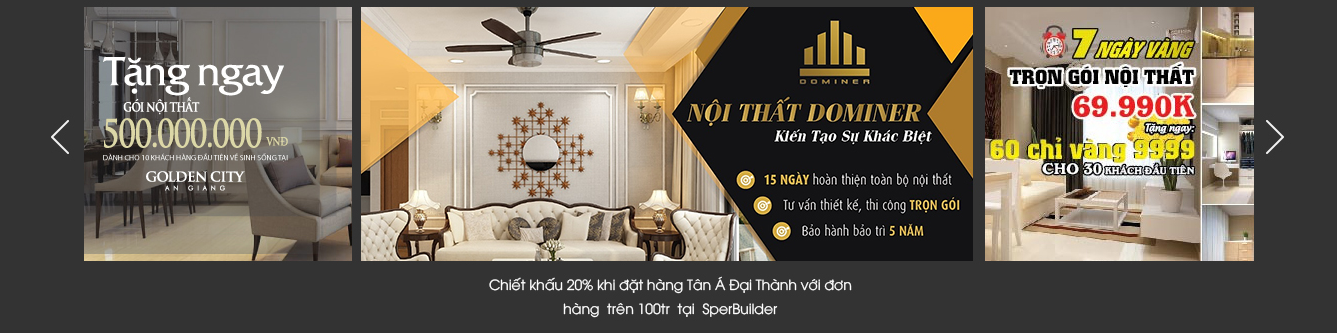 Tặng ngay
GÓI NỘI THẤT
500.000.000 VNĐ
DÀNH CHO 10 KHÁCH HÀNG ĐẦU TIÊN VỀ SINH SỐNG TẠI
GOLDEN CITY
AN GIANG
DOMINER
NỘI THẤT DOMINER
Kiến Tạo Sự Khác Biệt
15 NGÀY hoàn thiện toàn bộ nội thất
Tư vấn thiết kế, thi công TRỌN GÓI
Bảo hành bảo trì 5 NĂM
7 NGÀY VÀNG
TRỌN GÓI NỘI THẤT
69.990K
Tặng ngay:
60 chỉ vàng 9999
CHO 30 KHÁCH ĐẦU TIÊN
Chiết khấu 20% khi đặt hàng Tân Á Đại Thành với đơn
hàng trên 100tr tại SperBuilder